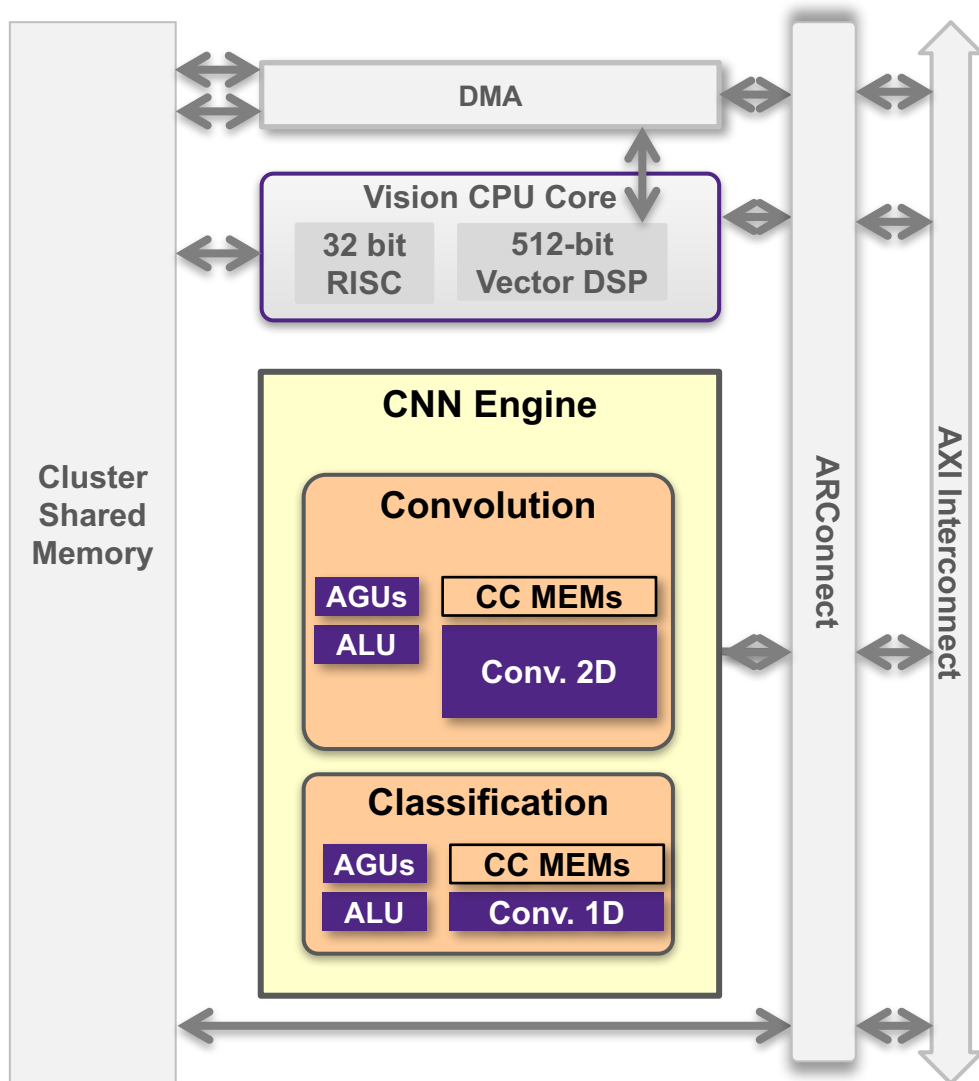 DMA
Vision CPU Core
32 bit
RISC
512-bit
Vector DSP
CNN Engine
Convolution
AGUs
CC MEMs
ALU
Conv. 2D
Classification
AGUs
CC MEMs
ALU
Conv. 1D
Cluster
Shared
Memory
ARConnect
AXI Interconnect